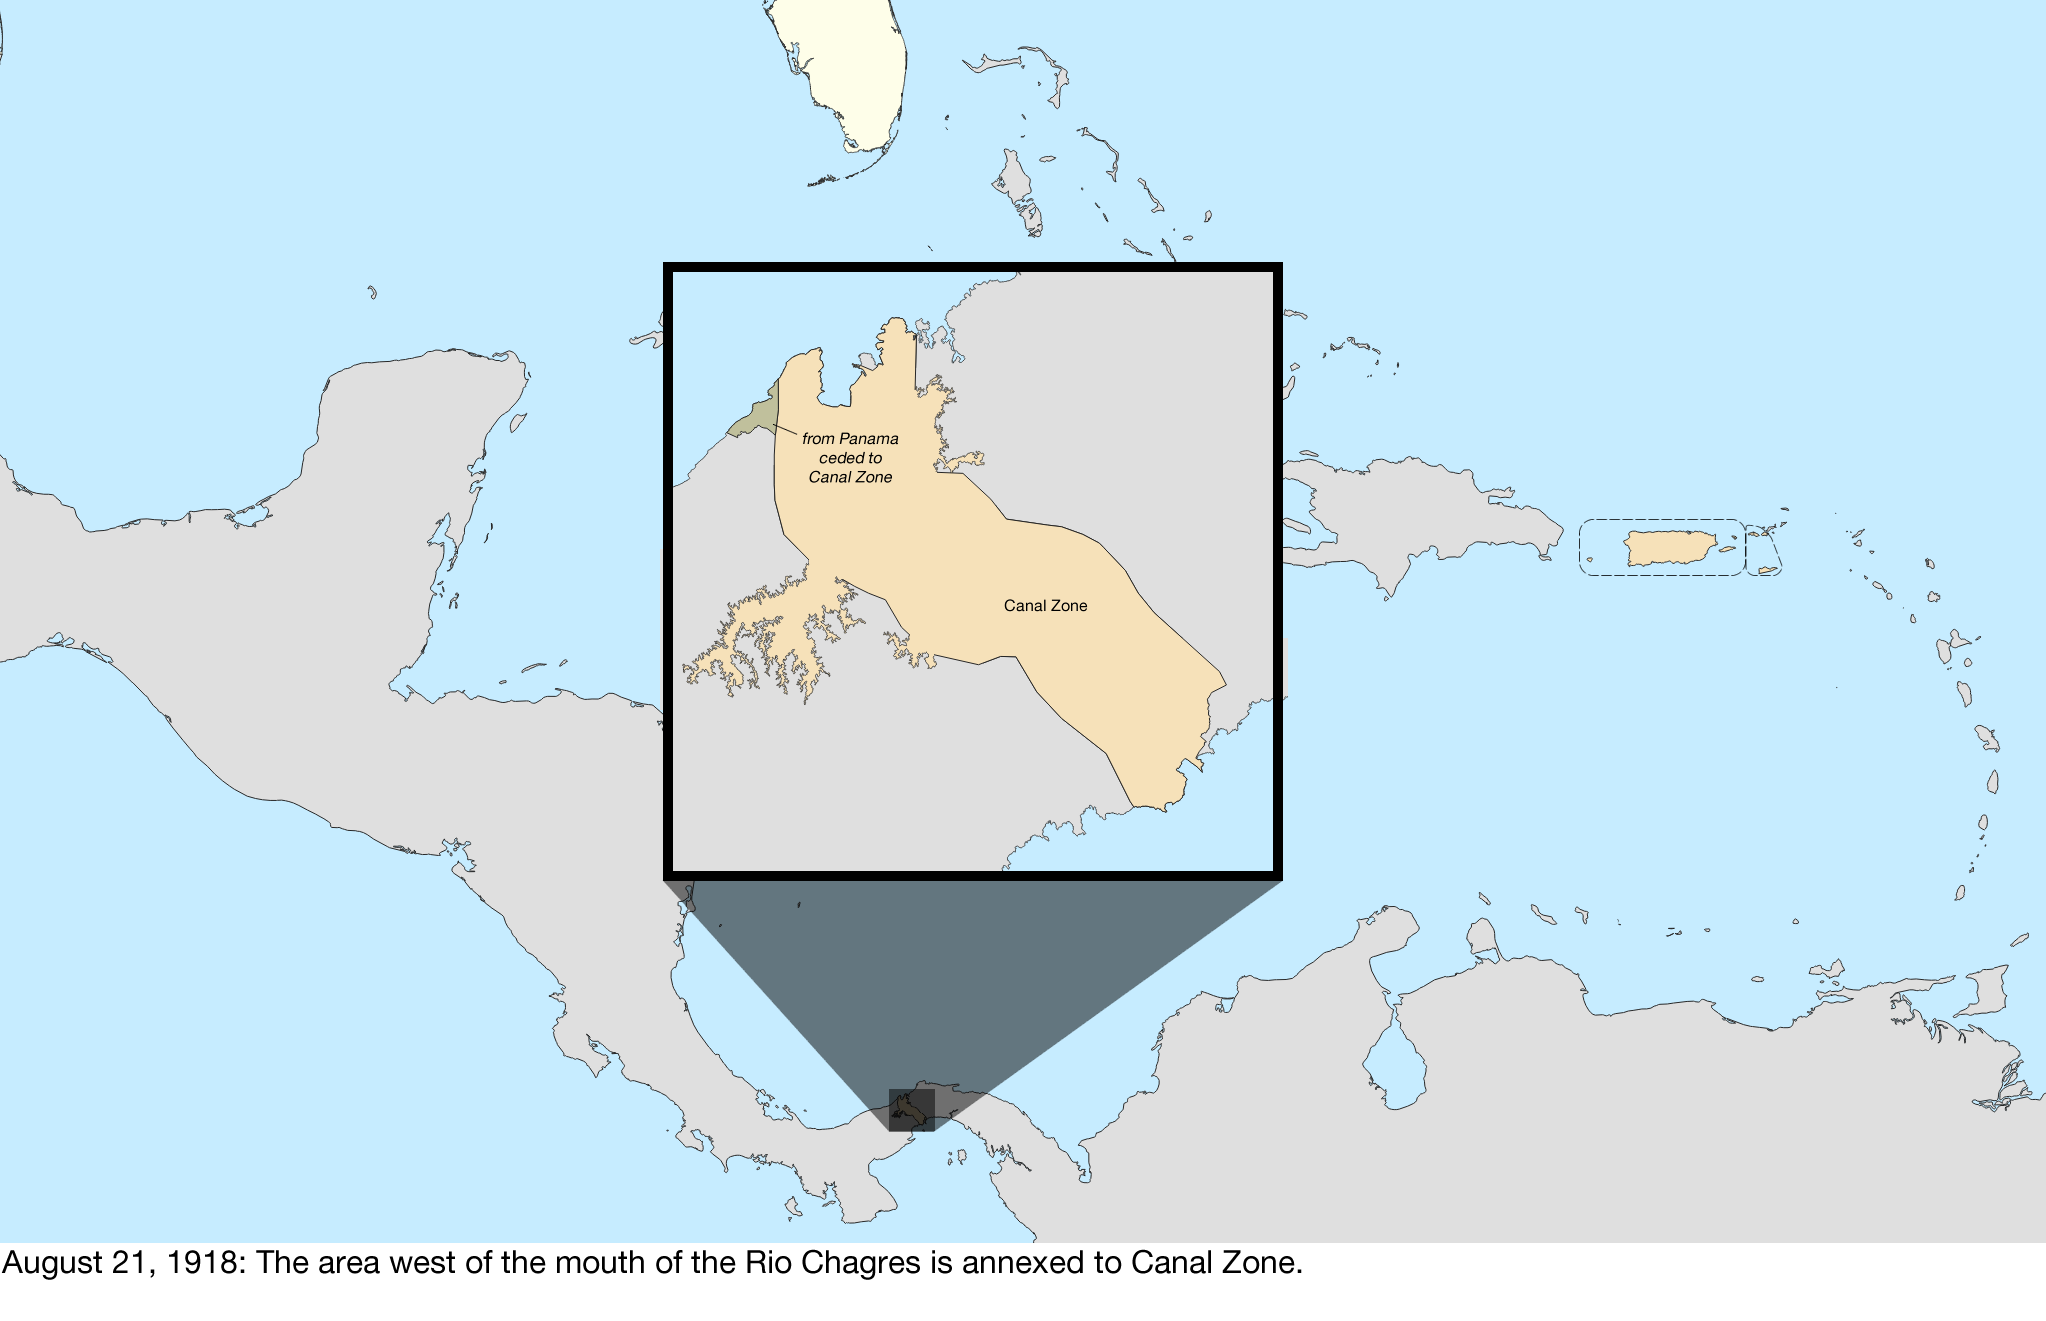 from Panama
ceded to
Canal Zone
Canal Zone
August 21, 1918: The area west of the mouth of the Rio Chagres is annexed to Canal Zone.